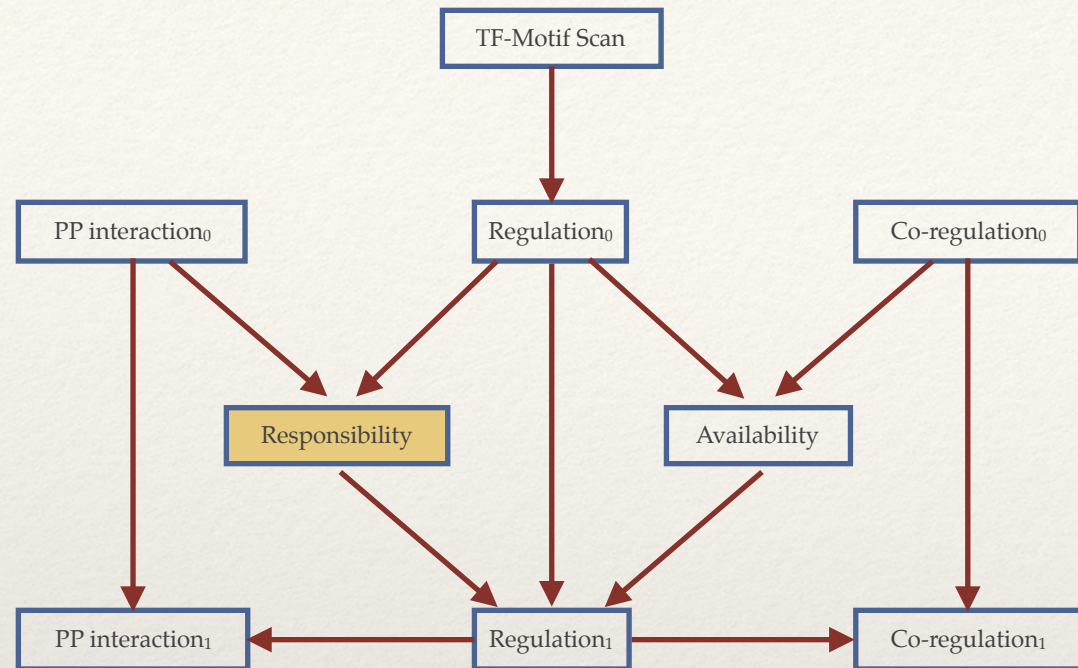 TF-Motif Scan
PP interaction₀
Regulation₀
Co-regulation₀
Responsibility
Availability
PP interaction₁
Regulation₁
Co-regulation₁